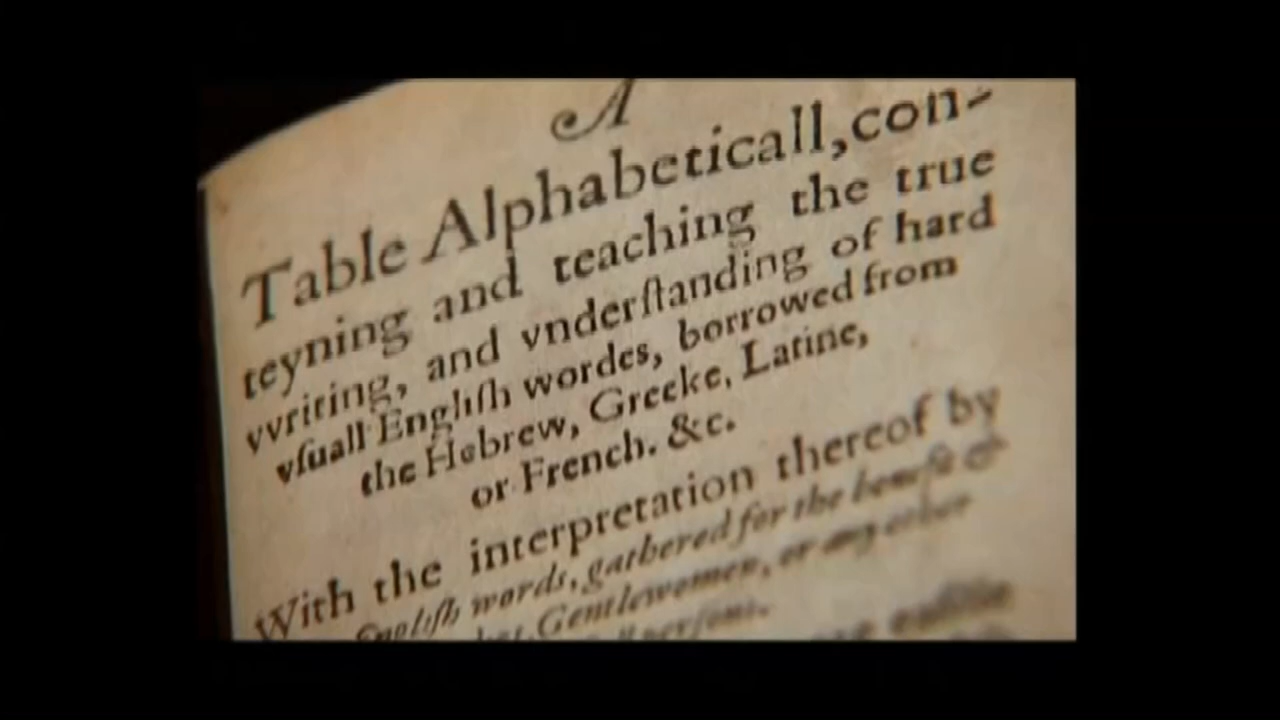 A
Table Alphabeticall, con-
teyning and teaching the true
vvriting, and vnderſtanding of hard
vſuall Engliſh wordes, borrowed from
the Hebrew, Greeke, Latine,
or French. &c.
With the interpretation thereof by
Engliſh words, gathered for the benefit &
Gentlewomen, or any other
perſons.